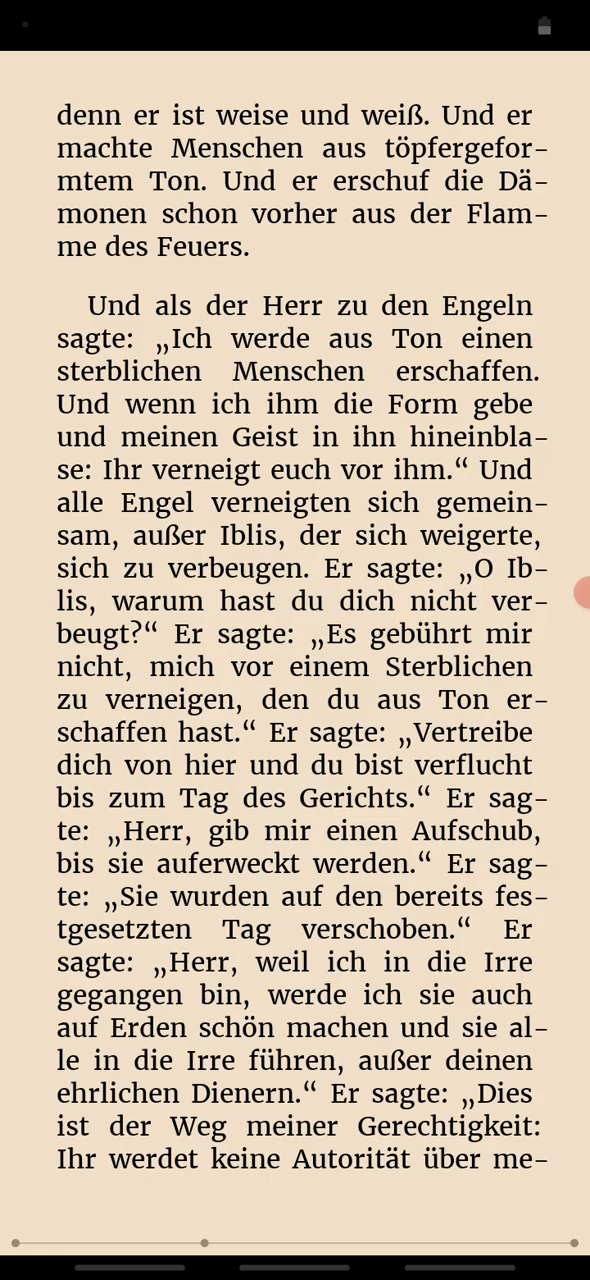 denn er ist weise und weiß. Und er
machte Menschen aus töpfergefor-
mtem Ton. Und er erschuf die Dä-
monen schon vorher aus der Flam-
me des Feuers.
Und als der Herr zu den Engeln
sagte: „Ich werde aus Ton einen
sterblichen Menschen erschaffen.
Und wenn ich ihm die Form gebe
und meinen Geist in ihn hineinbla-
se: Ihr verneigt euch vor ihm.“ Und
alle Engel verneigten sich gemein-
sam, außer Iblis, der sich weigerte,
sich zu verbeugen. Er sagte: „O Ib-
lis, warum hast du dich nicht ver-
beugt?“ Er sagte: „Es gebührt mir
nicht, mich vor einem Sterblichen
zu verneigen, den du aus Ton er-
schaffen hast.“ Er sagte: „Vertreibe
dich von hier und du bist verflucht
bis zum Tag des Gerichts.“ Er sag-
te: „Herr, gib mir einen Aufschub,
bis sie auferweckt werden.“ Er sag-
te: „Sie wurden auf den bereits fes-
tgesetzten Tag verschoben.“ Er
sagte: „Herr, weil ich in die Irre
gegangen bin, werde ich sie auch
auf Erden schön machen und sie al-
le in die Irre führen, außer deinen
ehrlichen Dienern.“ Er sagte: „Dies
ist der Weg meiner Gerechtigkeit:
Ihr werdet keine Autorität über me-